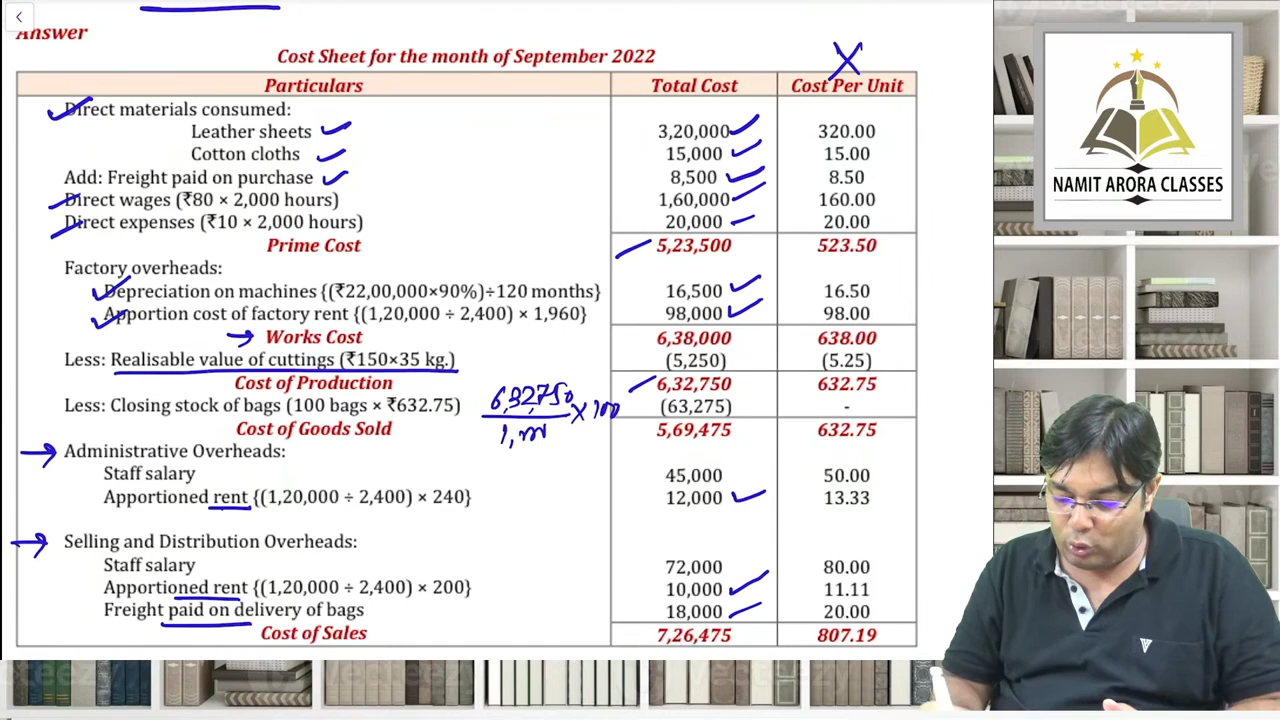 Answer
Cost Sheet for the month of September 2022
X
Particulars Total Cost Cost Per Unit
Direct materials consumed:
Leather sheets 3,20,000 320.00
Cotton cloths 15,000 15.00
Add: Freight paid on purchase 8,500 8.50
Direct wages (₹80 × 2,000 hours) 1,60,000 160.00
Direct expenses (₹10 × 2,000 hours) 20,000 20.00
Prime Cost 5,23,500 523.50
Factory overheads:
Depreciation on machines {(₹22,00,000×90%)÷120 months} 16,500 16.50
Apportion cost of factory rent {(1,20,000 ÷ 2,400) × 1,960} 98,000 98.00
Works Cost 6,38,000 638.00
Less: Realisable value of cuttings (₹150×35 kg.) (5,250) (5.25)
Cost of Production 6,32,750 632.75
6,32,750 × 100
Less: Closing stock of bags (100 bags × ₹632.75) (63,275) -
Cost of Goods Sold 5,69,475 632.75
Administrative Overheads:
Staff salary 45,000 50.00
Apportioned rent {(1,20,000 ÷ 2,400) × 240} 12,000 13.33
Selling and Distribution Overheads:
Staff salary 72,000 80.00
Apportioned rent {(1,20,000 ÷ 2,400) × 200} 10,000 11.11
Freight paid on delivery of bags 18,000 20.00
Cost of Sales 7,26,475 807.19
NAMIT ARORA CLASSES